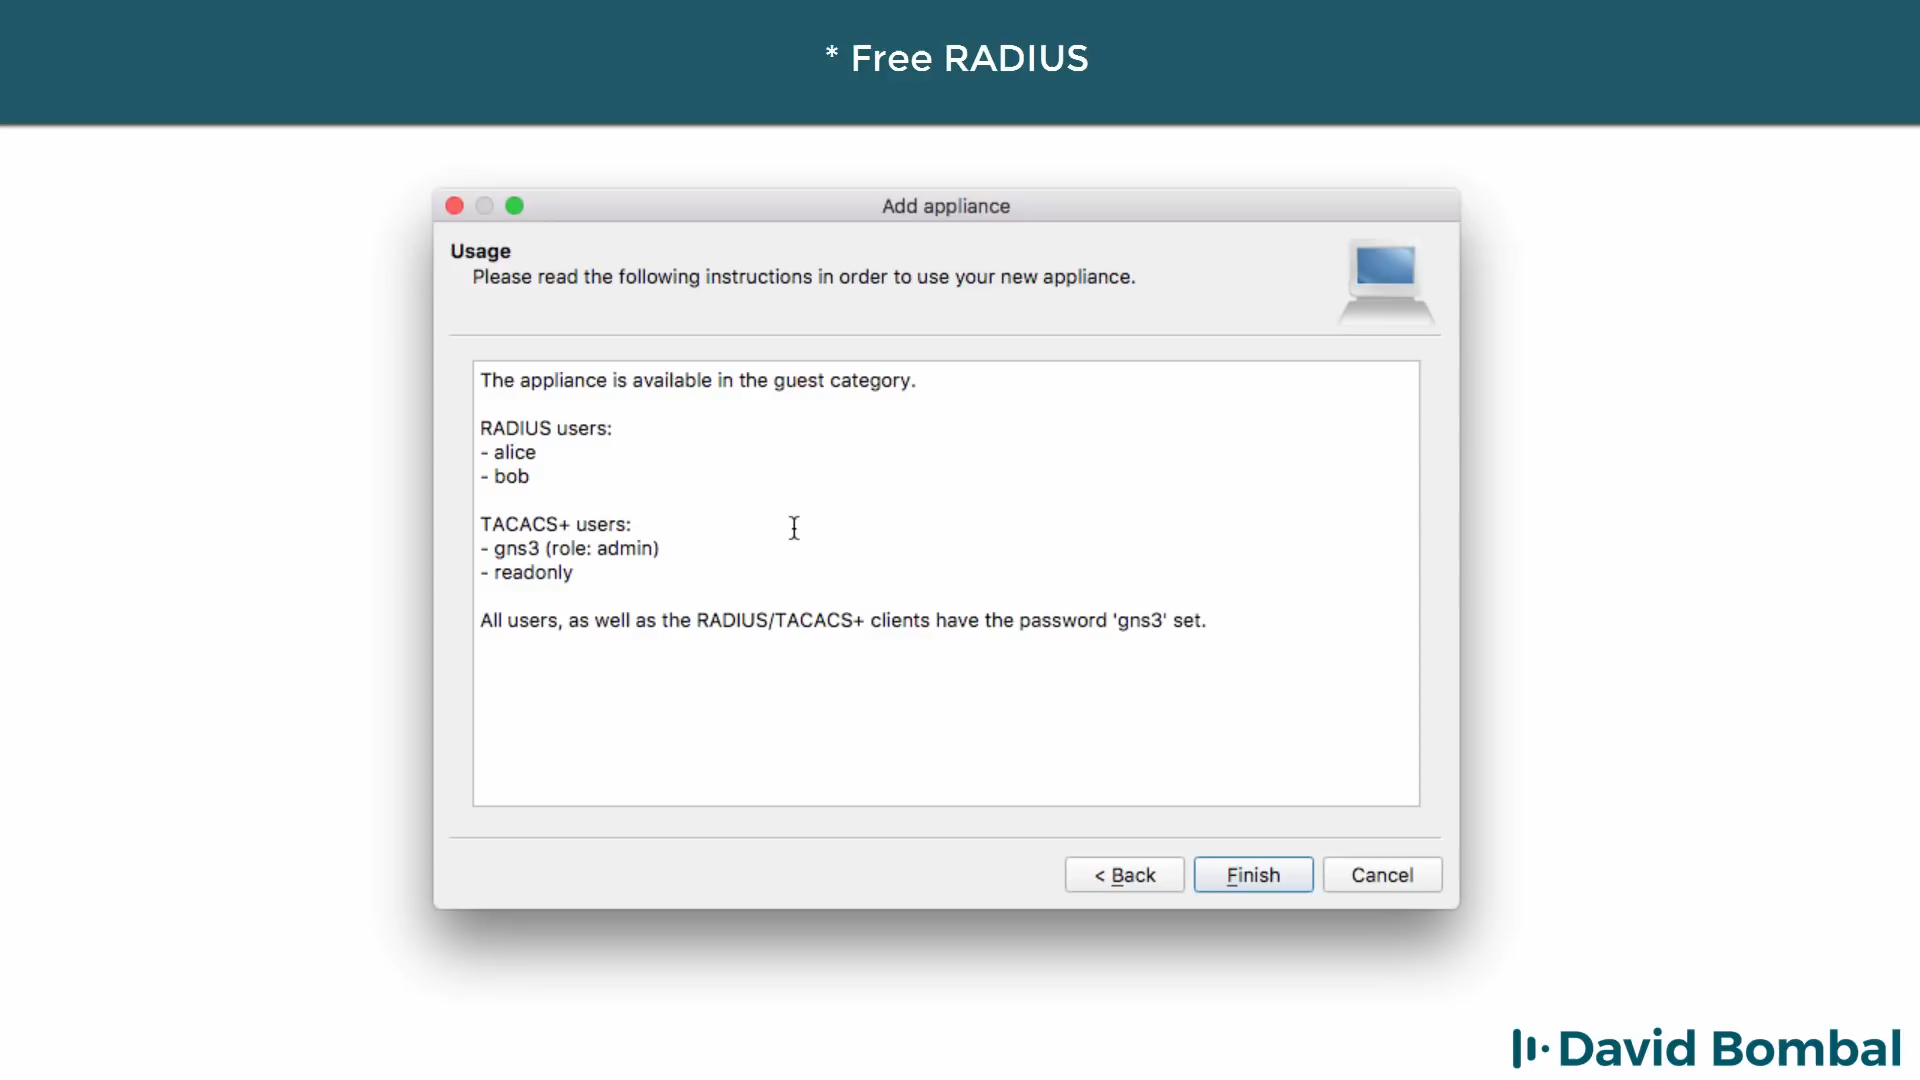 * Free RADIUS
Add appliance
Usage
Please read the following instructions in order to use your new appliance.
The appliance is available in the guest category.
RADIUS users:
- alice
- bob
TACACS+ users:
- gns3 (role: admin)
- readonly
All users, as well as the RADIUS/TACACS+ clients have the password 'gns3' set.
< Back
Finish
Cancel
David Bombal